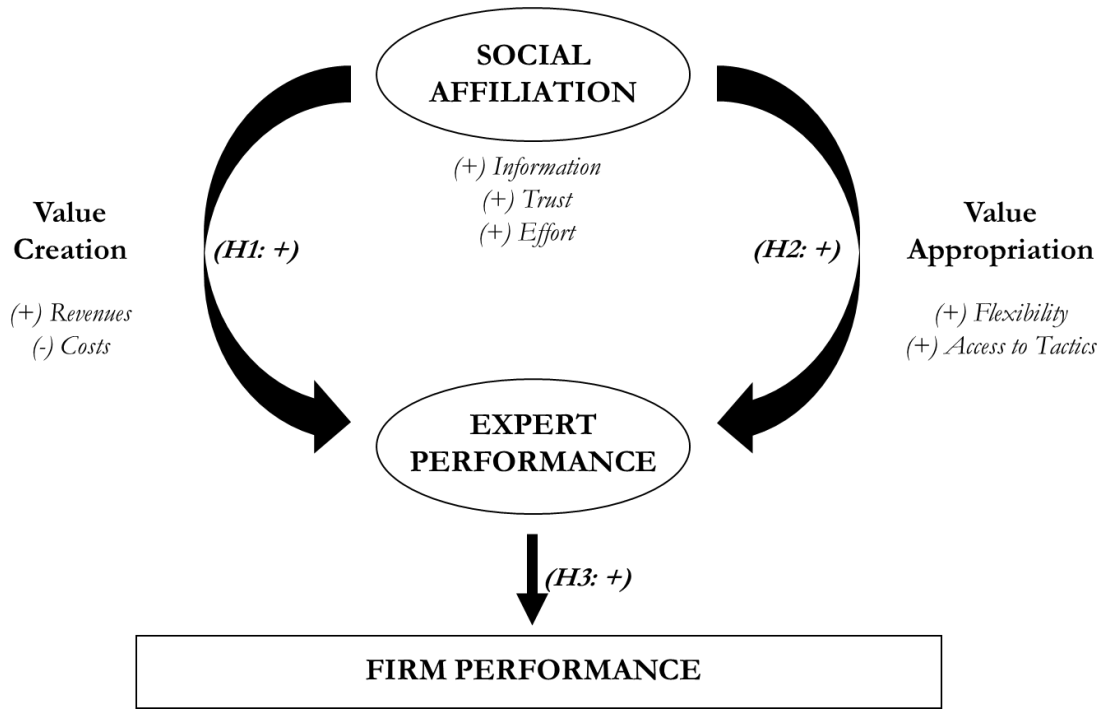 SOCIAL
AFFILIATION
(+) Information
(+) Trust
(+) Effort
Value
Creation
(H1: +)
(+) Revenues
(-) Costs
(H2: +)
Value
Appropriation
(+) Flexibility
(+) Access to Tactics
EXPERT
PERFORMANCE
(H3: +)
FIRM PERFORMANCE